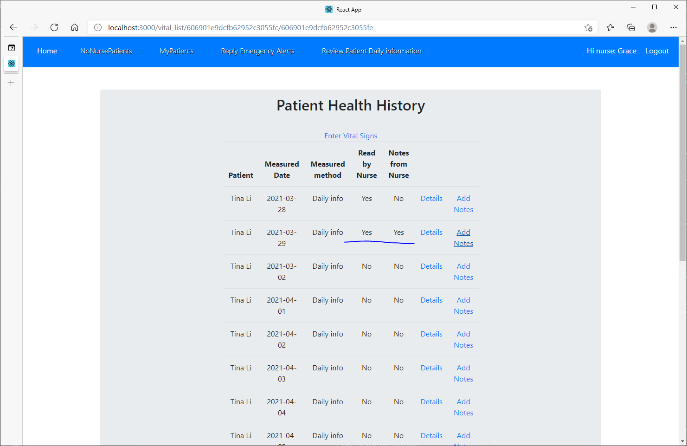 React App
localhost:3000/vital_list/606901e9dcfb62952c3055fc/606901e9dcfb62952c3055fe
Home NoNursePatients MyPatients Reply Emergency Alerts Review Patient Daily information Hi nurse: Grace Logout
Patient Health History
Enter Vital Signs
Patient Measured Date Measured method Read by Nurse Notes from Nurse
Tina Li 2021-03-28 Daily info Yes No Details Add Notes
Tina Li 2021-03-29 Daily info Yes Yes Details Add Notes
Tina Li 2021-03-02 Daily info No No Details Add Notes
Tina Li 2021-04-01 Daily info No No Details Add Notes
Tina Li 2021-04-02 Daily info No No Details Add Notes
Tina Li 2021-04-03 Daily info No No Details Add Notes
Tina Li 2021-04-04 Daily info No No Details Add Notes
Tina Li 2021-04- Daily info No No Details Add